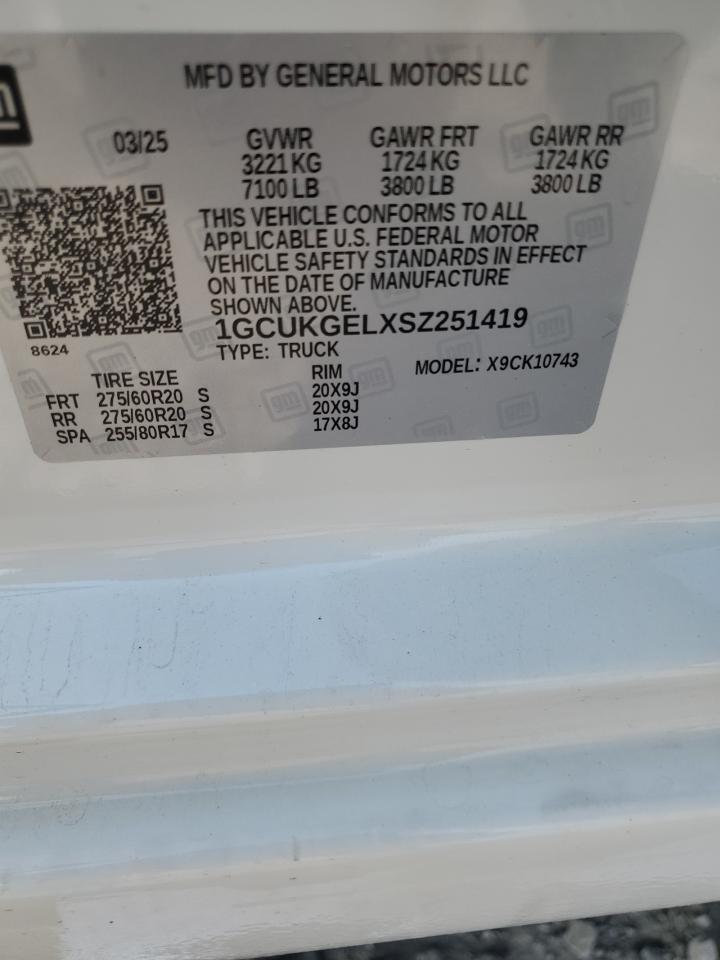 MFD BY GENERAL MOTORS LLC
03/25 GVWR GAWR FRT GAWR RR
3221 KG 1724 KG 1724 KG
7100 LB 3800 LB 3800 LB
THIS VEHICLE CONFORMS TO ALL
APPLICABLE U.S. FEDERAL MOTOR
VEHICLE SAFETY STANDARDS IN EFFECT
ON THE DATE OF MANUFACTURE
SHOWN ABOVE.
1GCUKGELXSZ251419
8624
TYPE: TRUCK MODEL: X9CK10743
TIRE SIZE RIM
FRT 275/60R20 S 20X9J
RR 275/60R20 S 20X9J
SPA 255/80R17 S 17X8J